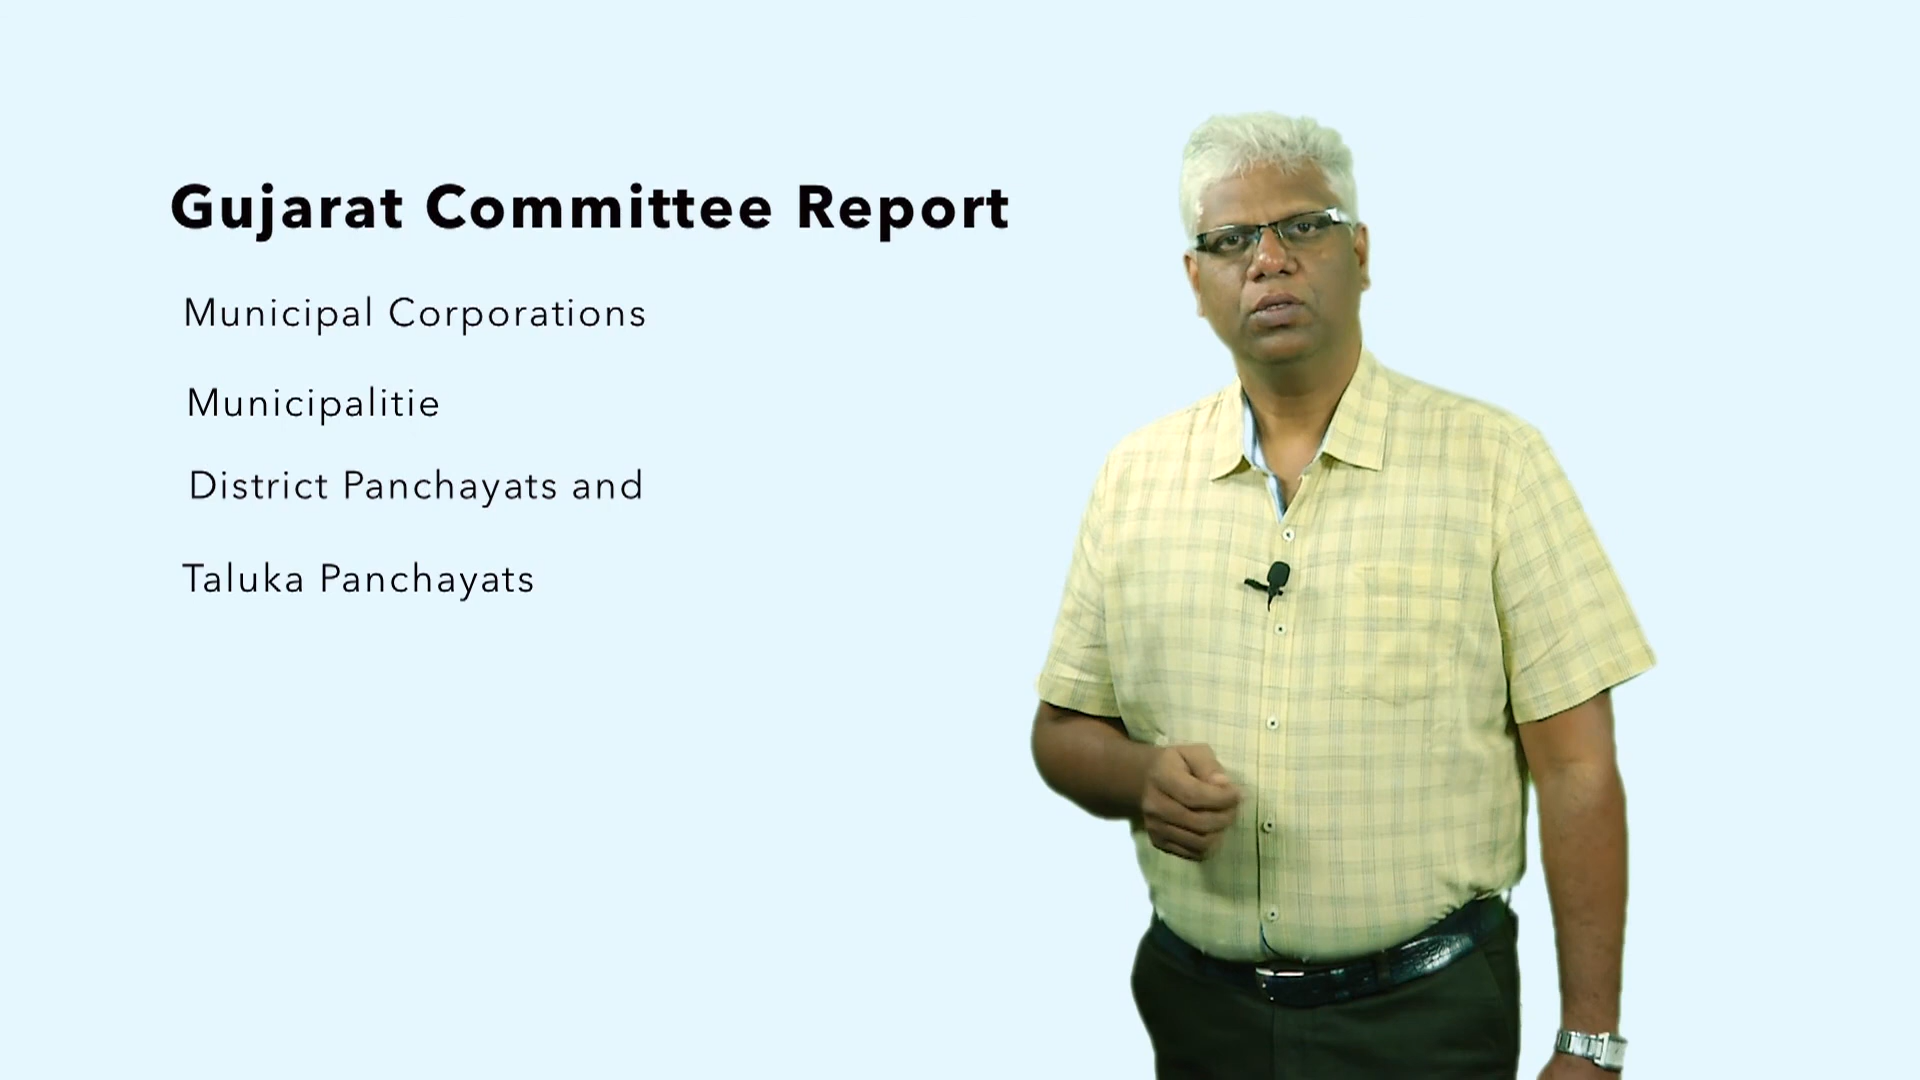 Gujarat Committee Report
Municipal Corporations
Municipalitie
District Panchayats and
Taluka Panchayats